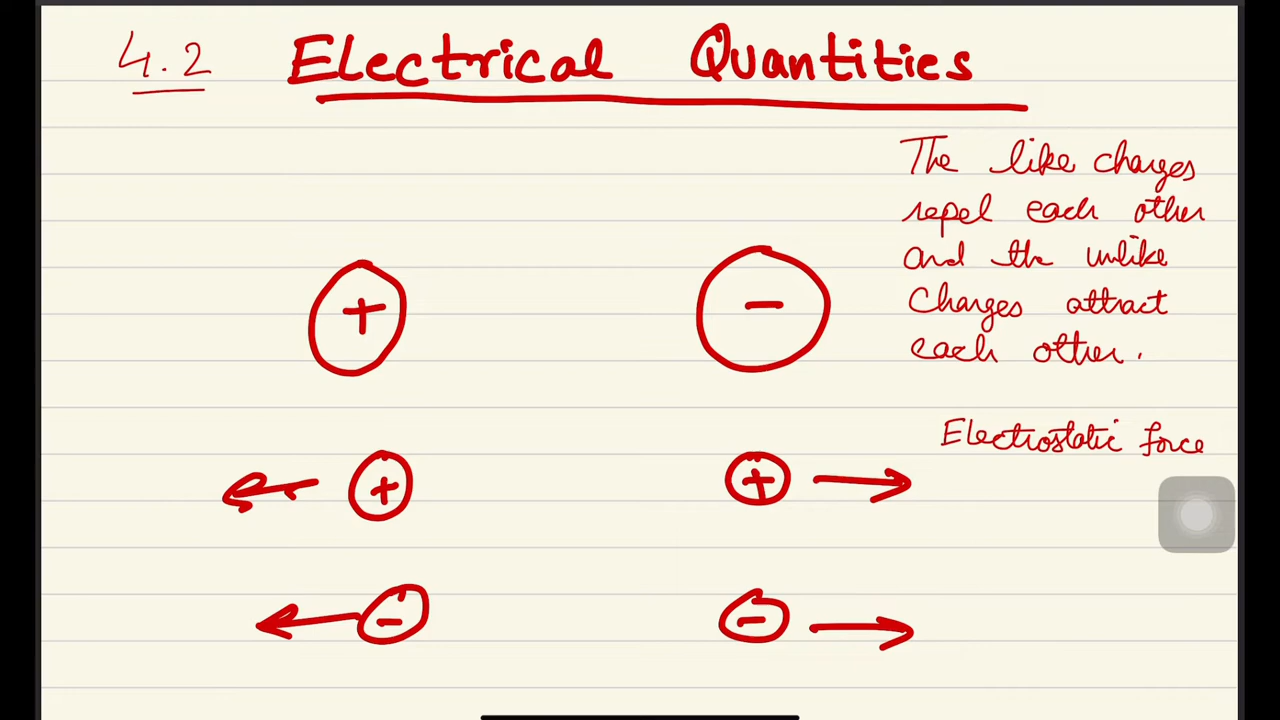 4.2 Electrical Quantities
The like charges
repel each other
and the unlike
charges attract
each other.
+ -
Electrostatic force
+ +
- -